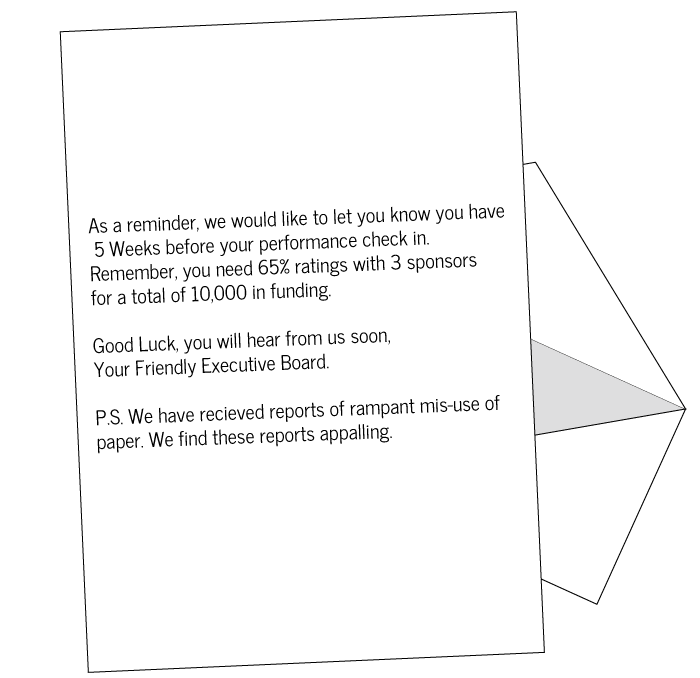 As a reminder, we would like to let you know you have
5 Weeks before your performance check in.
Remember, you need 65% ratings with 3 sponsors
for a total of 10,000 in funding.
Good Luck, you will hear from us soon,
Your Friendly Executive Board.
P.S. We have recieved reports of rampant mis-use of
paper. We find these reports appalling.